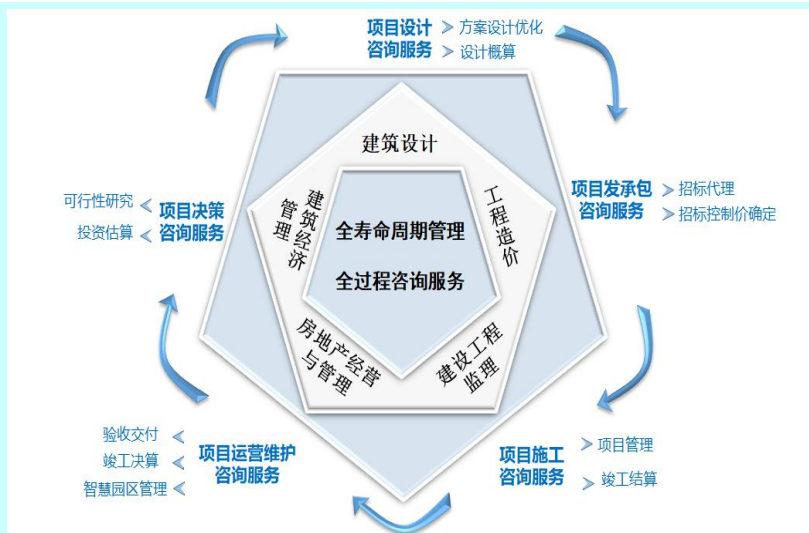 项目设计
咨询服务
方案设计优化
设计概算
项目发承包
咨询服务
招标代理
招标控制价确定
项目施工
咨询服务
项目管理
竣工结算
项目运营维护
咨询服务
验收交付
竣工决算
智慧园区管理
项目决策
咨询服务
可行性研究
投资估算
建筑设计
工程造价
建设工程
监理
房地产经营
与管理
建筑经济
管理
全寿命周期管理
全过程咨询服务